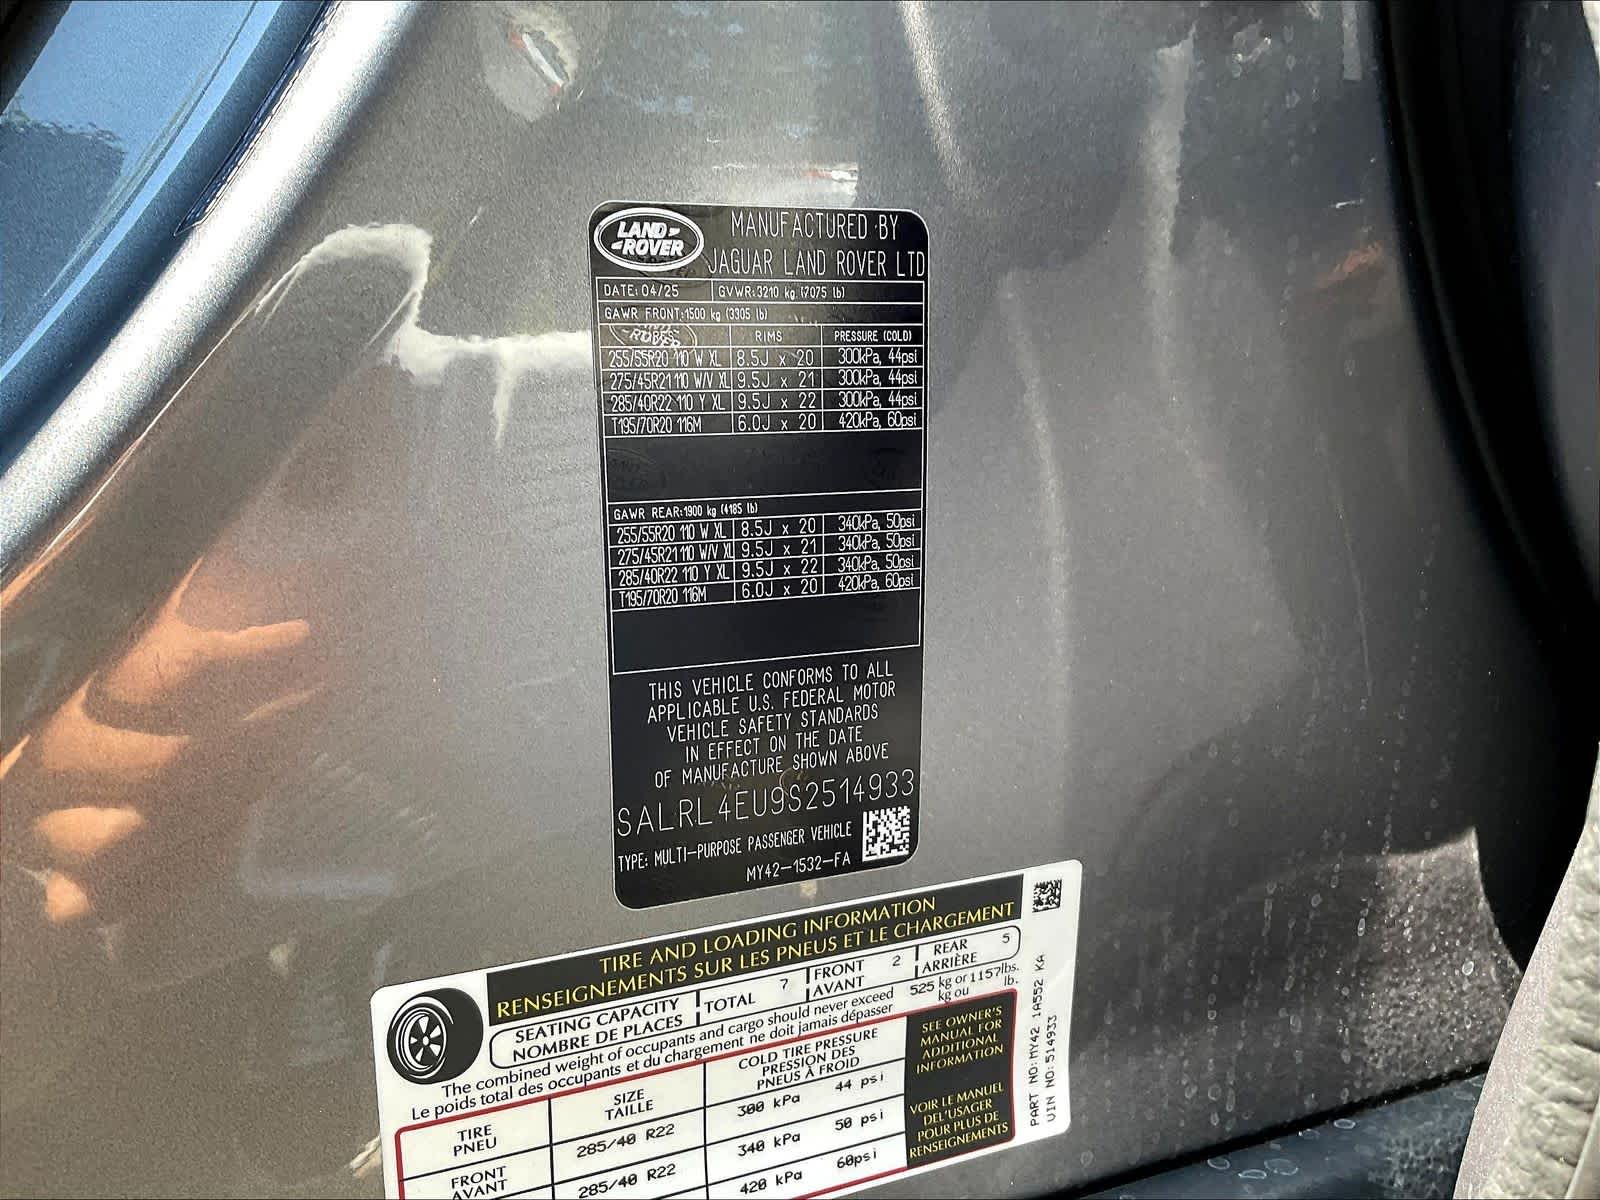 LAND-
-ROVER
MANUFACTURED BY
JAGUAR LAND ROVER LTD
DATE: 04/25 GVWR:3210 kg (7075 lb)
GAWR FRONT:1500 kg (3305 lb)
RIMS PRESSURE (COLD)
255/55R20 110 W XL 8.5J x 20 300kPa, 44psi
275/45R21 110 W/V XL 9.5J x 21 300kPa, 44psi
285/40R22 110 Y XL 9.5J x 22 300kPa, 44psi
T195/70R20 116M 6.0J x 20 420kPa, 60psi
GAWR REAR:1900 kg (4185 lb)
255/55R20 110 W XL 8.5J x 20 340kPa, 50psi
275/45R21 110 W/V XL 9.5J x 21 340kPa, 50psi
285/40R22 110 Y XL 9.5J x 22 340kPa, 50psi
T195/70R20 116M 6.0J x 20 420kPa, 60psi
THIS VEHICLE CONFORMS TO ALL
APPLICABLE U.S. FEDERAL MOTOR
VEHICLE SAFETY STANDARDS
IN EFFECT ON THE DATE
OF MANUFACTURE SHOWN ABOVE
SALRL4EU9S2514933
TYPE: MULTI-PURPOSE PASSENGER VEHICLE
MY42-1532-FA
TIRE AND LOADING INFORMATION
RENSEIGNEMENTS SUR LES PNEUS ET LE CHARGEMENT
SEATING CAPACITY
NOMBRE DE PLACES
TOTAL 7
FRONT 2
AVANT
REAR 5
ARRIÈRE
The combined weight of occupants and cargo should never exceed 525 kg or 1157lbs.
Le poids total des occupants et du chargement ne doit jamais dépasser kg ou lb.
TIRE
PNEU
SIZE
TAILLE
COLD TIRE PRESSURE
PRESSION DES
PNEUS À FROID
FRONT
AVANT
285/40 R22 300 kPa 44 psi
285/40 R22 340 kPa 50 psi
420 kPa 60psi
SEE OWNER'S
MANUAL FOR
ADDITIONAL
INFORMATION
VOIR LE MANUEL
DEL'USAGER
POUR PLUS DE
RENSEIGNEMENTS
PART NO:MY42 1A552 KA
VIN NO:514933